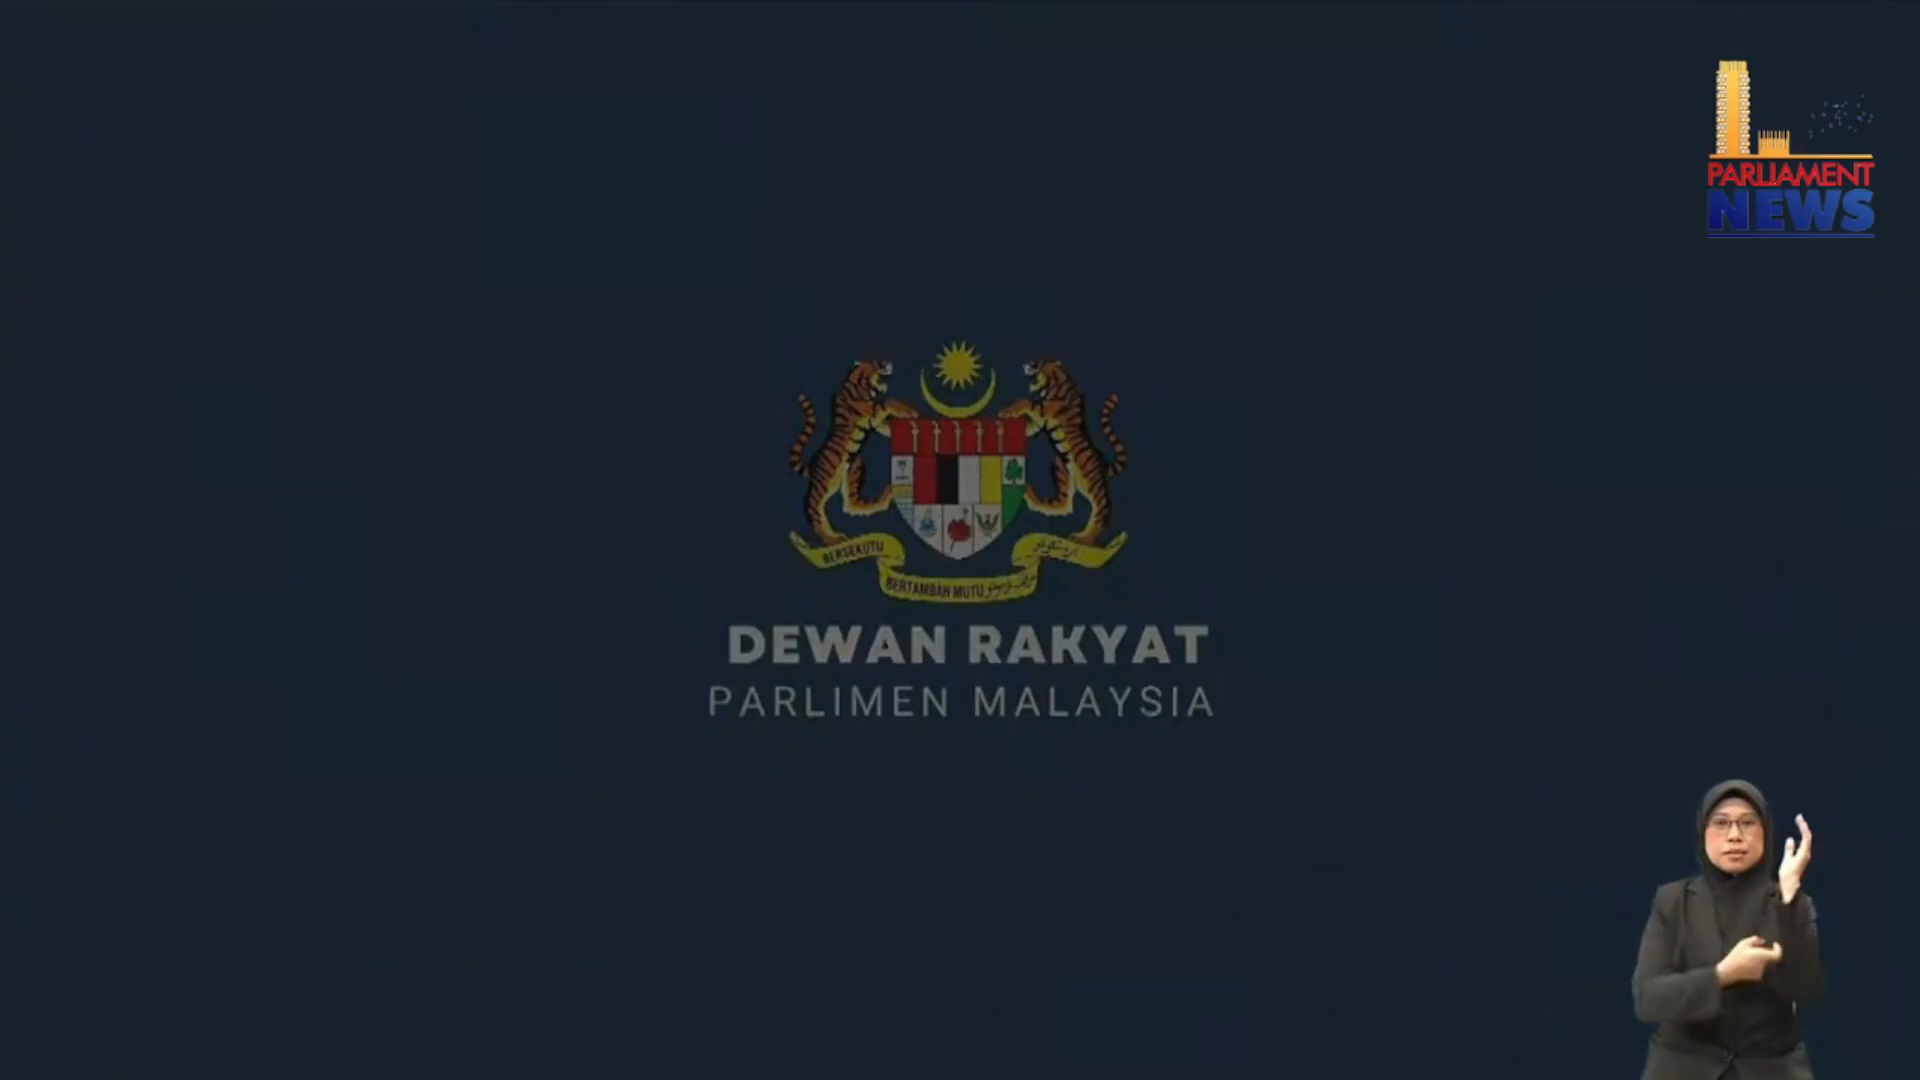 PARLIAMENT
NEWS
BERSEKUTU
BERTAMBAH MUTU
DEWAN RAKYAT
PARLIMEN MALAYSIA